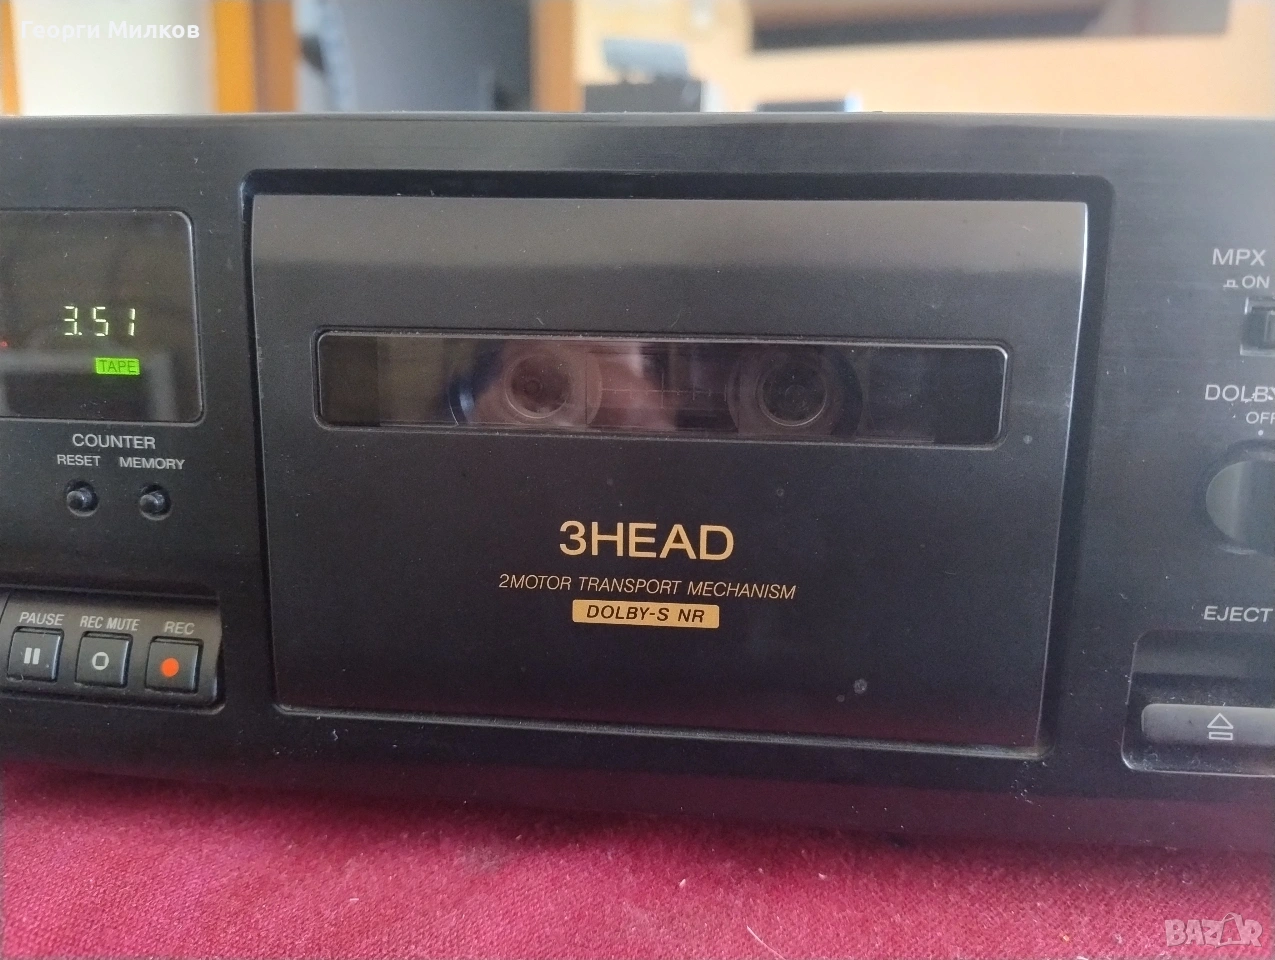 Георги Милков
3.51
TAPE
COUNTER
RESET MEMORY
PAUSE REC MUTE REC
3HEAD
2MOTOR TRANSPORT MECHANISM
DOLBY-S NR
MPX
ON
EJECT
BAZAR